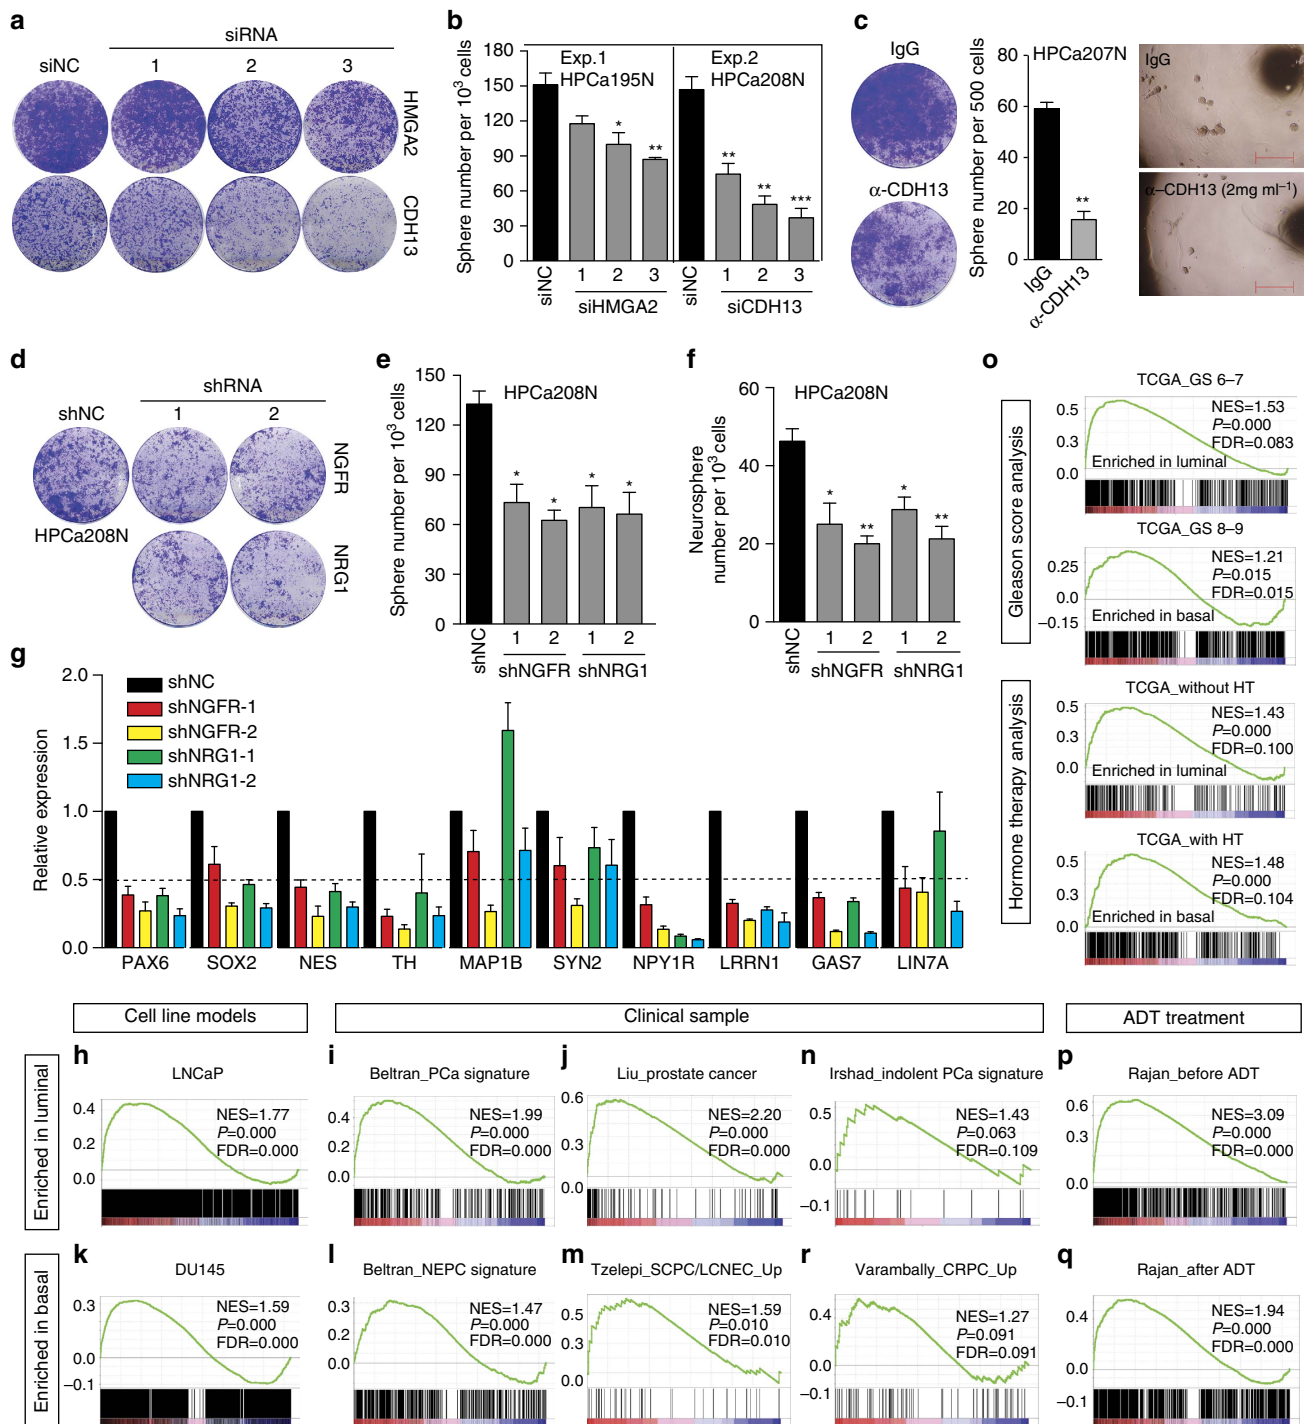 a
siRNA
siNC
1
2
3
HMGA2
CDH13
b
Sphere number per 10³ cells
180
150
120
90
60
30
0
Exp.1
HPCa195N
Exp.2
HPCa208N
*
**
**
**
***
siNC
1
2
3
siHMGA2
siNC
1
2
3
siCDH13
c
IgG
α-CDH13
Sphere number per 500 cells
80
60
40
20
0
HPCa207N
**
IgG
α-CDH13
IgG
α–CDH13 (2mg ml⁻¹)
d
shRNA
shNC
1
2
NGFR
HPCa208N
NRG1
e
Sphere number per 10³ cells
150
120
90
60
30
0
HPCa208N
*
*
*
*
shNC
1
2
1
2
shNGFR
shNRG1
f
Neurosphere
number per 10³ cells
60
40
20
0
HPCa208N
*
**
*
**
shNC
1
2
1
2
shNGFR
shNRG1
g
Relative expression
2.0
1.5
1.0
0.5
0.0
shNC
shNGFR-1
shNGFR-2
shNRG1-1
shNRG1-2
PAX6
SOX2
NES
TH
MAP1B
SYN2
NPY1R
LRRN1
GAS7
LIN7A
o
Gleason score analysis
TCGA_GS 6–7
0.5
0.3
0.0
NES=1.53
P=0.000
FDR=0.083
Enriched in luminal
TCGA_GS 8–9
0.25
0.0
−0.15
NES=1.21
P=0.015
FDR=0.015
Enriched in basal
Hormone therapy analysis
TCGA_without HT
0.5
0.3
0.0
NES=1.43
P=0.000
FDR=0.100
Enriched in luminal
TCGA_with HT
0.5
0.3
0.0
NES=1.48
P=0.000
FDR=0.104
Enriched in basal
Cell line models
Clinical sample
ADT treatment
Enriched in luminal
h
LNCaP
0.4
0.2
0.0
NES=1.77
P=0.000
FDR=0.000
i
Beltran_PCa signature
0.4
0.2
0.0
NES=1.99
P=0.000
FDR=0.000
j
Liu_prostate cancer
0.6
0.3
0.0
NES=2.20
P=0.000
FDR=0.000
n
Irshad_indolent PCa signature
0.5
0.0
−0.1
NES=1.43
P=0.063
FDR=0.109
p
Rajan_before ADT
0.6
0.3
0.0
NES=3.09
P=0.000
FDR=0.000
Enriched in basal
k
DU145
0.3
0.0
−0.1
NES=1.59
P=0.000
FDR=0.000
l
Beltran_NEPC signature
0.3
0.2
0.0
NES=1.47
P=0.000
FDR=0.000
m
Tzelepi_SCPC/LCNEC_Up
0.5
0.3
0.0
NES=1.59
P=0.010
FDR=0.010
r
Varambally_CRPC_Up
0.4
0.0
−0.1
NES=1.27
P=0.091
FDR=0.091
q
Rajan_after ADT
0.4
0.0
−0.1
NES=1.94
P=0.000
FDR=0.000